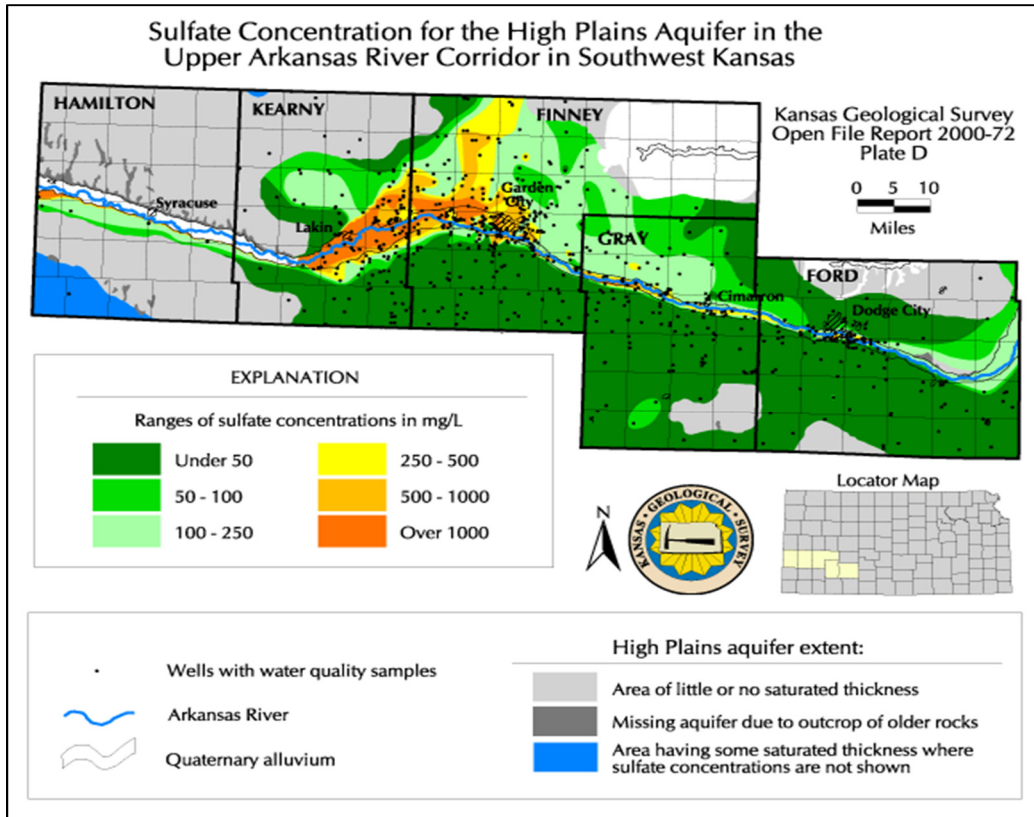 Sulfate Concentration for the High Plains Aquifer in the
Upper Arkansas River Corridor in Southwest Kansas
HAMILTON
KEARNY
FINNEY
Kansas Geological Survey
Open File Report 2000-72
Plate D
0 5 10
Miles
Garden
City
Syracuse
Lakin
GRAY
FORD
Cimarron
Dodge City
EXPLANATION
Ranges of sulfate concentrations in mg/L
Under 50
250 - 500
50 - 100
500 - 1000
100 - 250
Over 1000
Locator Map
N
KANSAS • GEOLOGICAL • SURVEY
High Plains aquifer extent:
Wells with water quality samples
Arkansas River
Quaternary alluvium
Area of little or no saturated thickness
Missing aquifer due to outcrop of older rocks
Area having some saturated thickness where
sulfate concentrations are not shown